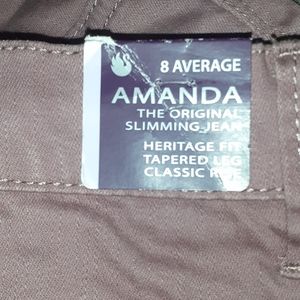 8 AVERAGE
AMANDA
THE ORIGINAL
SLIMMING JEAN
HERITAGE FIT
TAPERED LEG
CLASSIC RISE